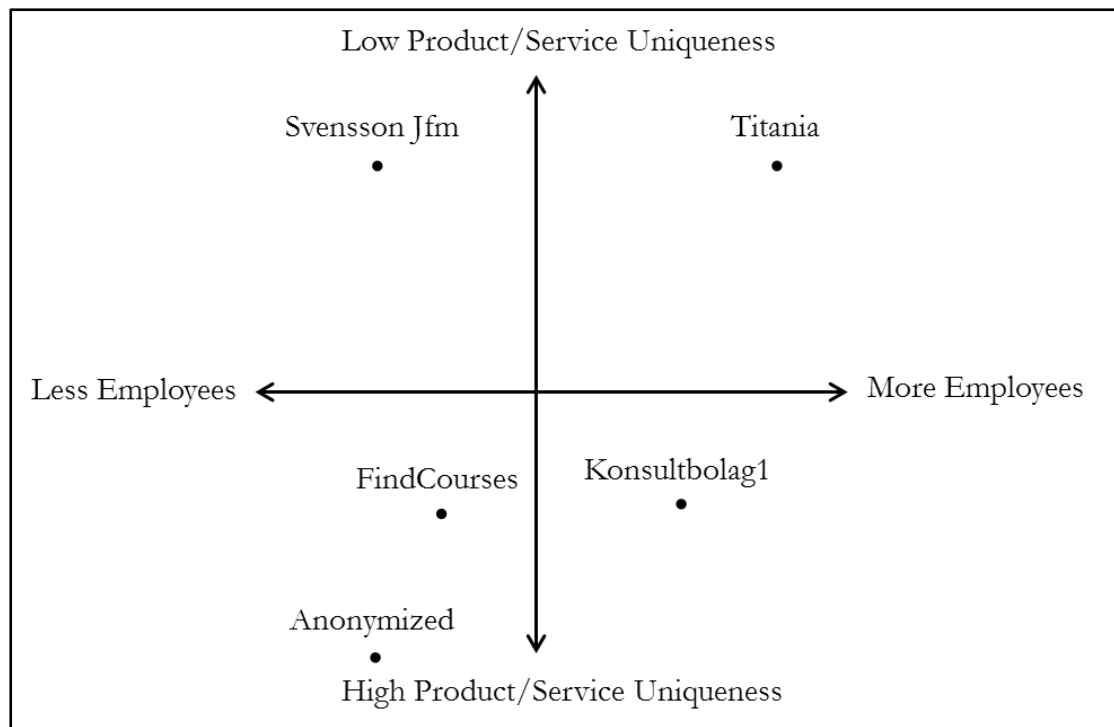 Low Product/Service Uniqueness
Svensson Jfm
Titania
Less Employees
More Employees
FindCourses
Konsultbolag1
Anonymized
High Product/Service Uniqueness